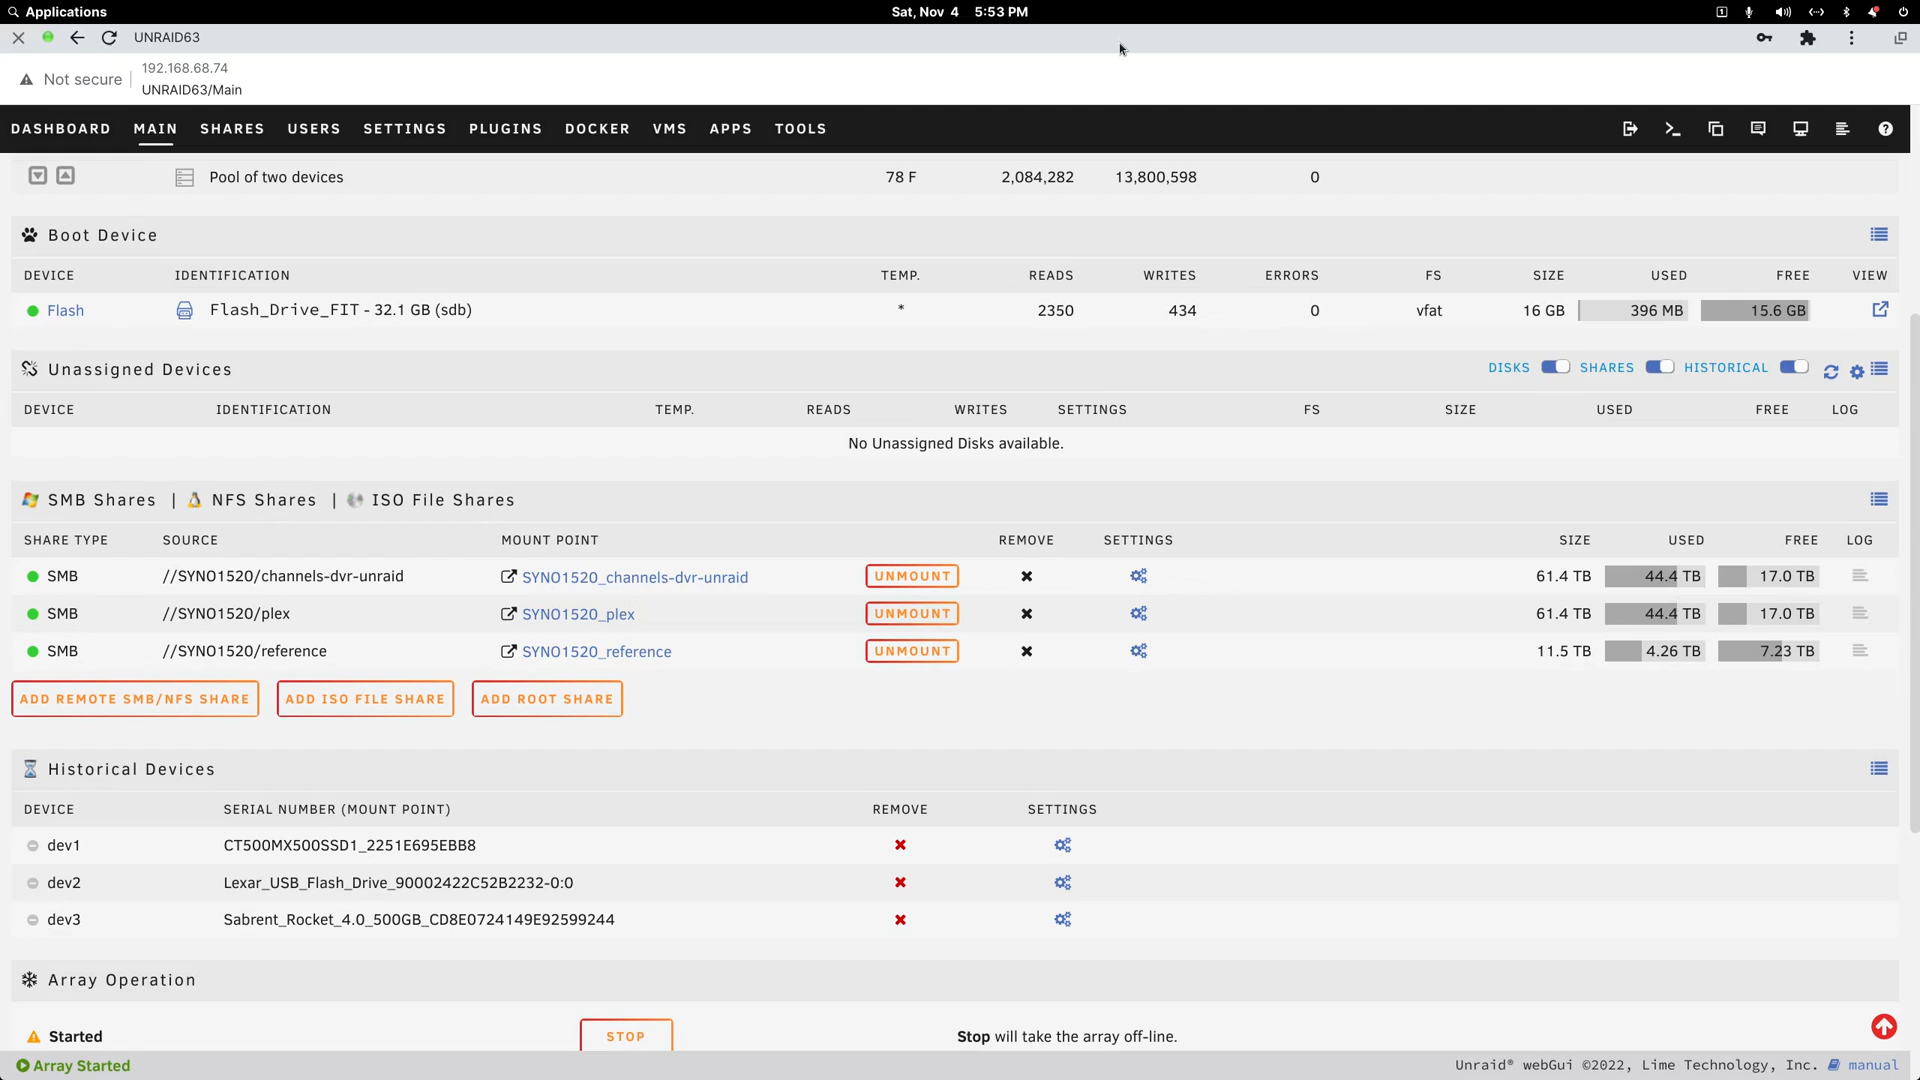 Applications
Sat, Nov 4 5:53 PM
UNRAID63
Not secure
192.168.68.74
UNRAID63/Main
DASHBOARD MAIN SHARES USERS SETTINGS PLUGINS DOCKER VMS APPS TOOLS
Pool of two devices 78 F 2,084,282 13,800,598 0
Boot Device
DEVICE IDENTIFICATION TEMP. READS WRITES ERRORS FS SIZE USED FREE VIEW
Flash Flash_Drive_FIT - 32.1 GB (sdb) * 2350 434 0 vfat 16 GB 396 MB 15.6 GB
Unassigned Devices DISKS SHARES HISTORICAL
DEVICE IDENTIFICATION TEMP. READS WRITES SETTINGS FS SIZE USED FREE LOG
No Unassigned Disks available.
SMB Shares | NFS Shares | ISO File Shares
SHARE TYPE SOURCE MOUNT POINT REMOVE SETTINGS SIZE USED FREE LOG
SMB //SYNO1520/channels-dvr-unraid SYNO1520_channels-dvr-unraid UNMOUNT 61.4 TB 44.4 TB 17.0 TB
SMB //SYNO1520/plex SYNO1520_plex UNMOUNT 61.4 TB 44.4 TB 17.0 TB
SMB //SYNO1520/reference SYNO1520_reference UNMOUNT 11.5 TB 4.26 TB 7.23 TB
ADD REMOTE SMB/NFS SHARE ADD ISO FILE SHARE ADD ROOT SHARE
Historical Devices
DEVICE SERIAL NUMBER (MOUNT POINT) REMOVE SETTINGS
dev1 CT500MX500SSD1_2251E695EBB8
dev2 Lexar_USB_Flash_Drive_90002422C52B2232-0:0
dev3 Sabrent_Rocket_4.0_500GB_CD8E0724149E92599244
Array Operation
Started STOP Stop will take the array off-line.
Array Started Unraid® webGui ©2022, Lime Technology, Inc. manual